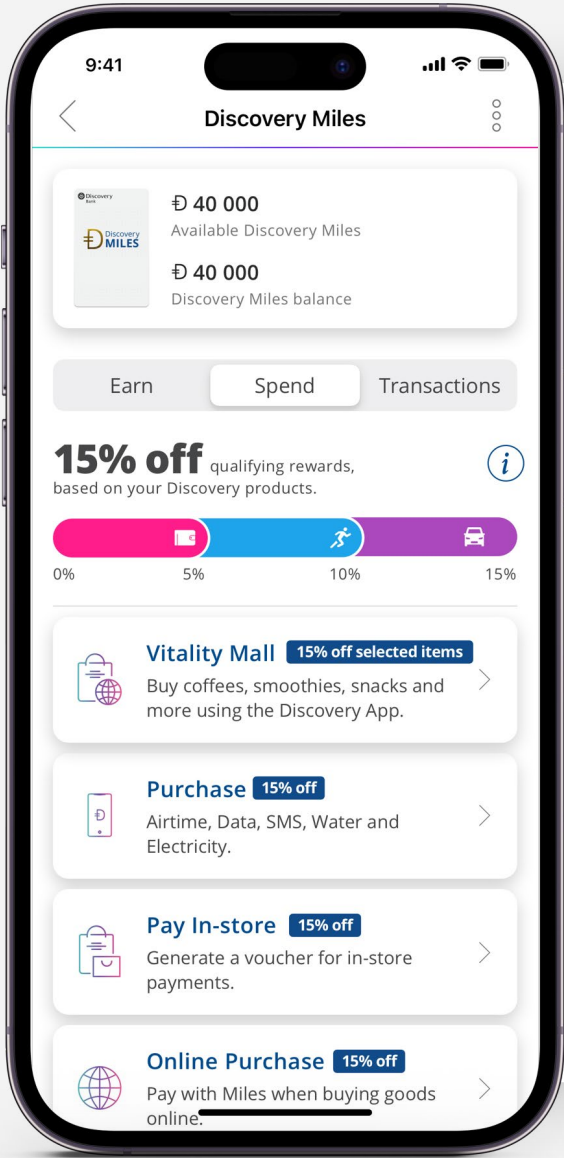 9:41
Discovery Miles
Discovery
Bank
Discovery
MILES
Đ 40 000
Available Discovery Miles
Đ 40 000
Discovery Miles balance
Earn
Spend
Transactions
15% off qualifying rewards,
based on your Discovery products.
i
0%
5%
10%
15%
Vitality Mall 15% off selected items
Buy coffees, smoothies, snacks and
more using the Discovery App.
Purchase 15% off
Airtime, Data, SMS, Water and
Electricity.
Pay In-store 15% off
Generate a voucher for in-store
payments.
Online Purchase 15% off
Pay with Miles when buying goods
online.